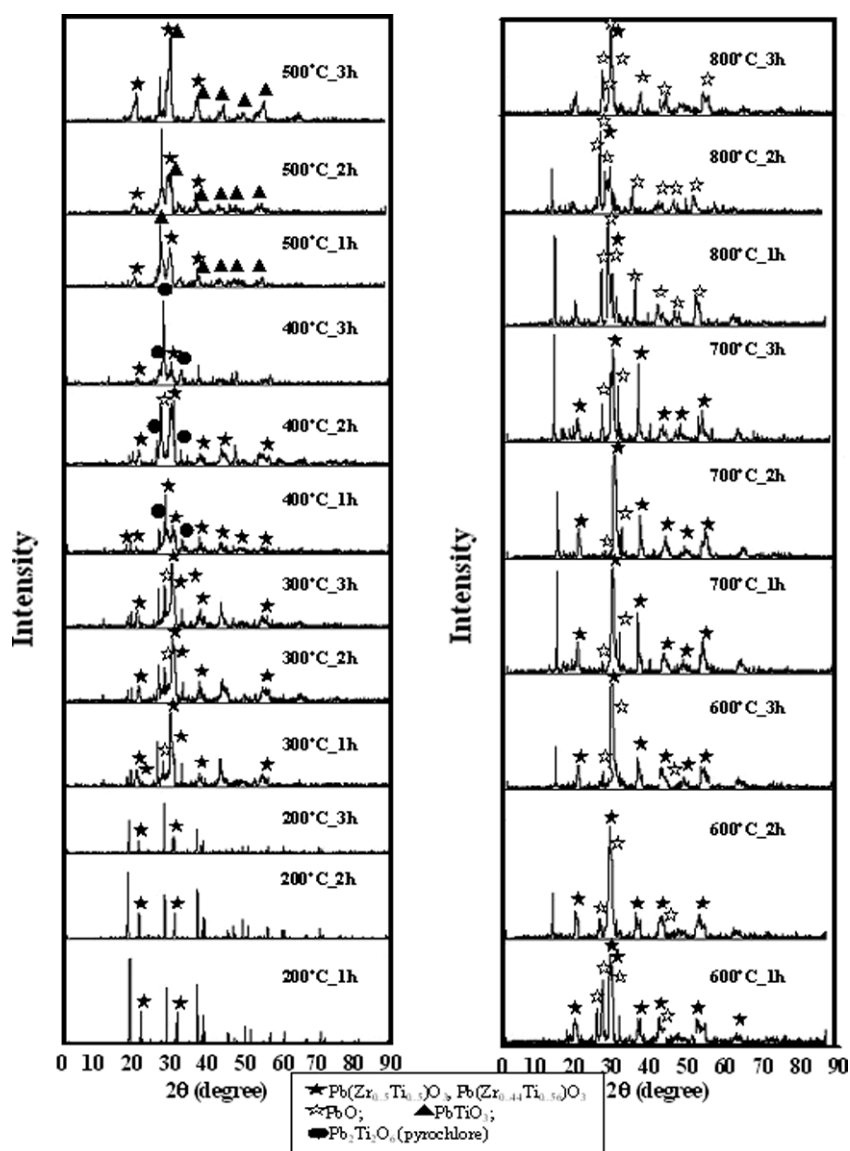 500°C_3h
500°C_2h
500°C_1h
400°C_3h
400°C_2h
400°C_1h
300°C_3h
300°C_2h
300°C_1h
200°C_3h
200°C_2h
200°C_1h
Intensity
0 10 20 30 40 50 60 70 80 90
2θ (degree)
800°C_3h
800°C_2h
800°C_1h
700°C_3h
700°C_2h
700°C_1h
600°C_3h
600°C_2h
600°C_1h
Intensity
0 10 20 30 40 50 60 70 80 90
2θ (degree)
★Pb(Zr₀.₅Ti₀.₅)O₃, Pb(Zr₀.₄₄Ti₀.₅₆)O₃
☆PbO; ▲PbTiO₃;
●Pb₂Ti₂O₆(pyrochlore)